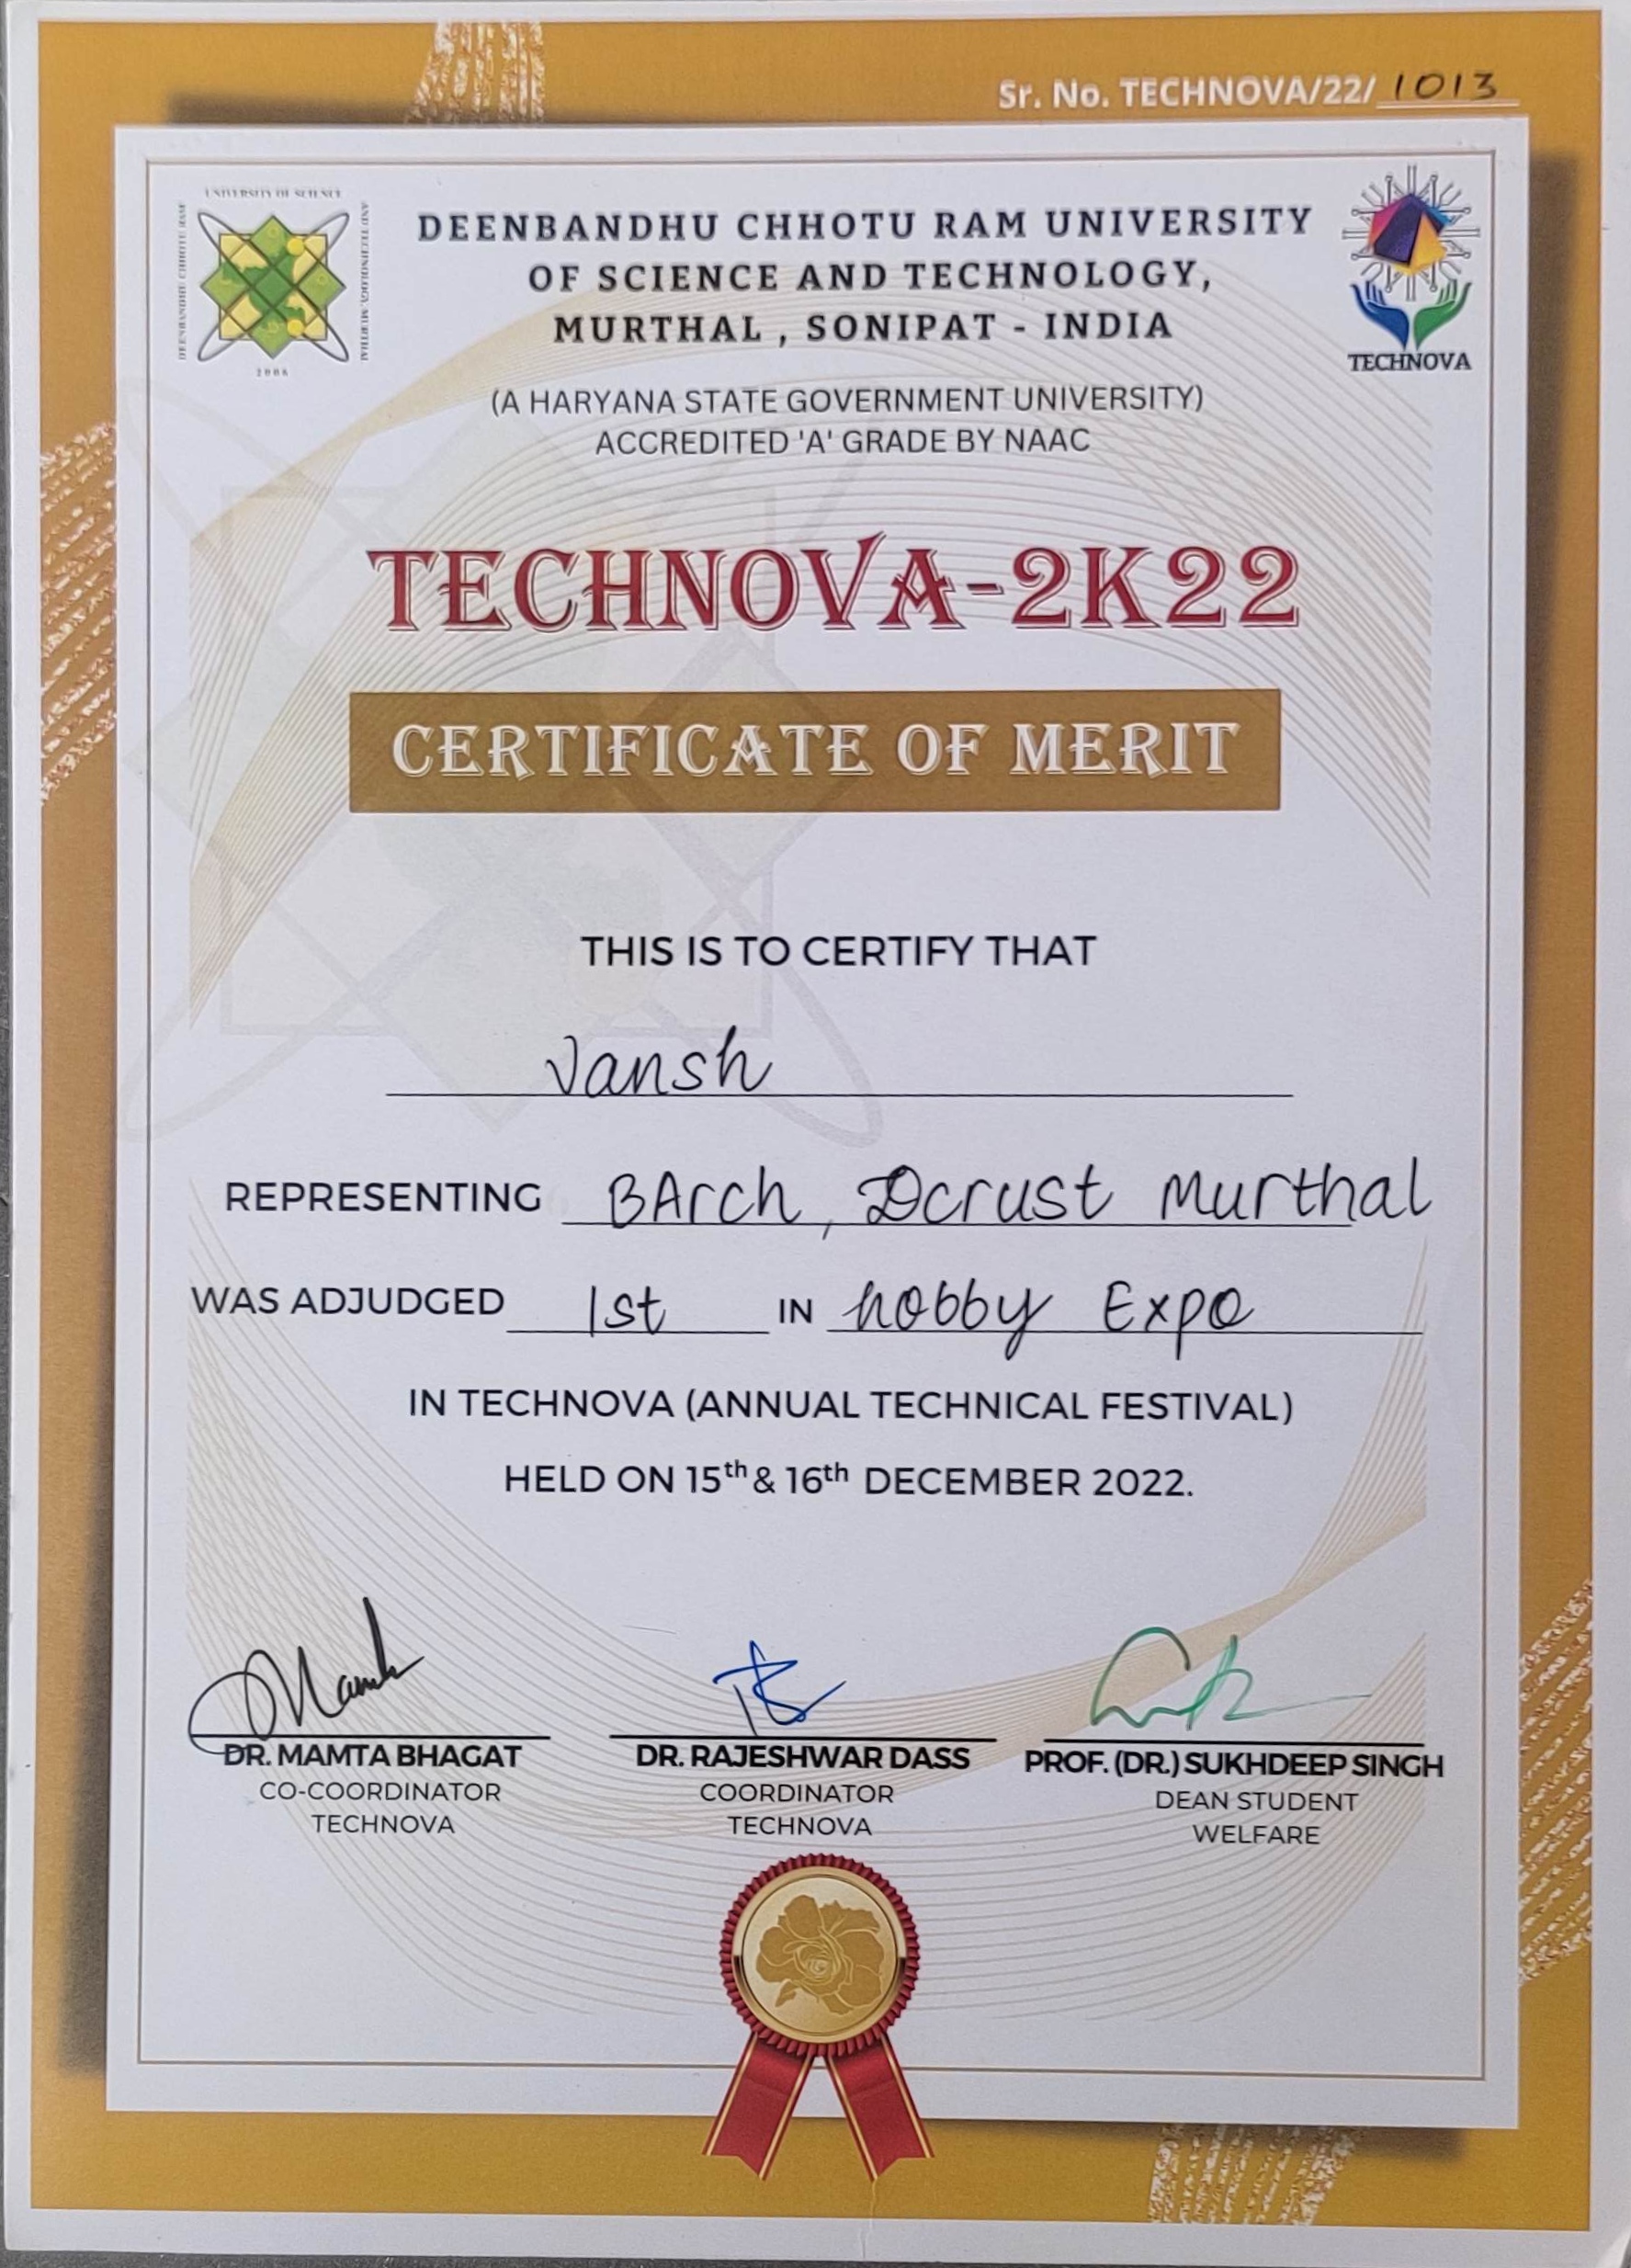 Sr. No. TECHNOVA/22/ 1013
UNIVERSITY OF SCIENCE
DEENBANDHU CHHOTU RAM
AND TECHNOLOGY, MURTHAL
2006
DEENBANDHU CHHOTU RAM UNIVERSITY
OF SCIENCE AND TECHNOLOGY,
MURTHAL , SONIPAT - INDIA
TECHNOVA
(A HARYANA STATE GOVERNMENT UNIVERSITY)
ACCREDITED 'A' GRADE BY NAAC
TECHNOVA-2K22
CERTIFICATE OF MERIT
THIS IS TO CERTIFY THAT
Vansh
REPRESENTING BArch, Dcrust Murthal
WAS ADJUDGED 1st IN hobby Expo
IN TECHNOVA (ANNUAL TECHNICAL FESTIVAL)
HELD ON 15th & 16th DECEMBER 2022.
DR. MAMTA BHAGAT
CO-COORDINATOR
TECHNOVA
DR. RAJESHWAR DASS
COORDINATOR
TECHNOVA
PROF. (DR.) SUKHDEEP SINGH
DEAN STUDENT
WELFARE